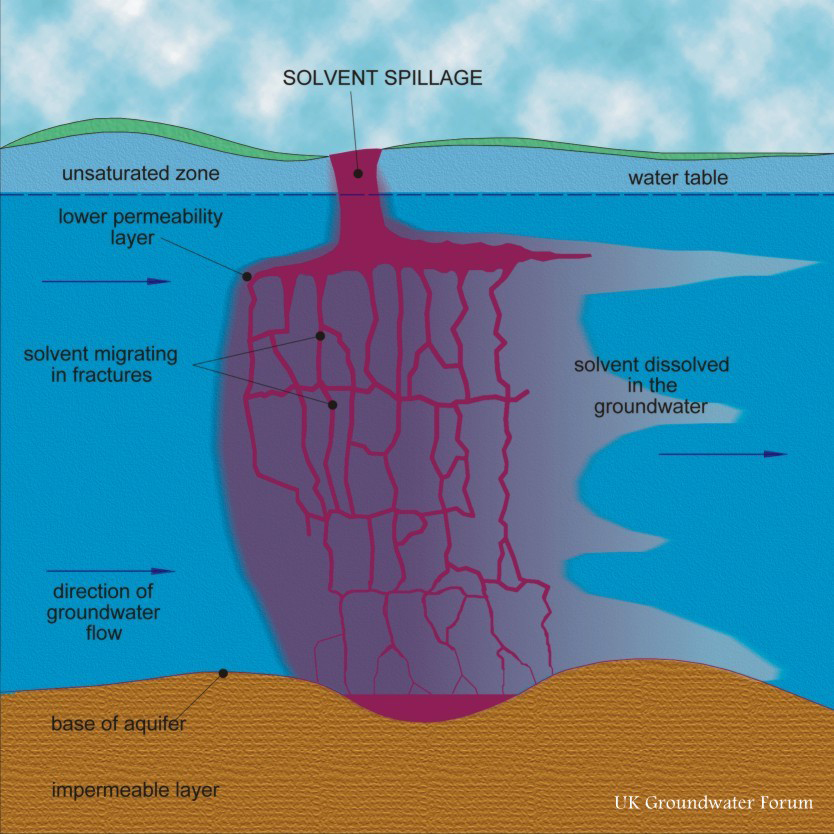 SOLVENT SPILLAGE
unsaturated zone
water table
lower permeability
layer
solvent migrating
in fractures
solvent dissolved
in the
groundwater
direction of
groundwater
flow
base of aquifer
impermeable layer
UK Groundwater Forum